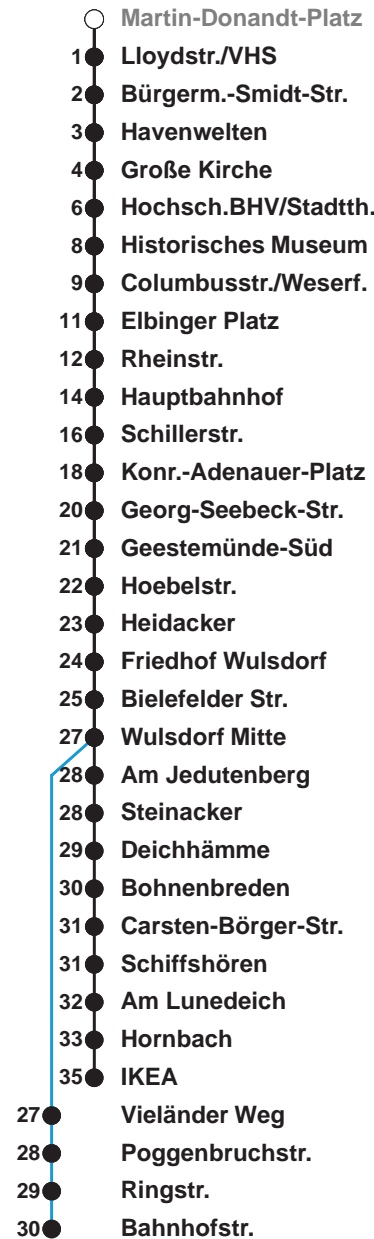 Martin-Donandt-Platz
1 Lloydstr./VHS
2 Bürgerm.-Smidt-Str.
3 Havenwelten
4 Große Kirche
6 Hochsch.BHV/Stadtth.
8 Historisches Museum
9 Columbusstr./Weserf.
11 Elbinger Platz
12 Rheinstr.
14 Hauptbahnhof
16 Schillerstr.
18 Konr.-Adenauer-Platz
20 Georg-Seebeck-Str.
21 Geestemünde-Süd
22 Hoebelstr.
23 Heidacker
24 Friedhof Wulsdorf
25 Bielefelder Str.
27 Wulsdorf Mitte
28 Am Jedutenberg
28 Steinacker
29 Deichhämme
30 Bohnenbreden
31 Carsten-Börger-Str.
31 Schiffshören
32 Am Lunedeich
33 Hornbach
35 IKEA
27 Vieländer Weg
28 Poggenbruchstr.
29 Ringstr.
30 Bahnhofstr.